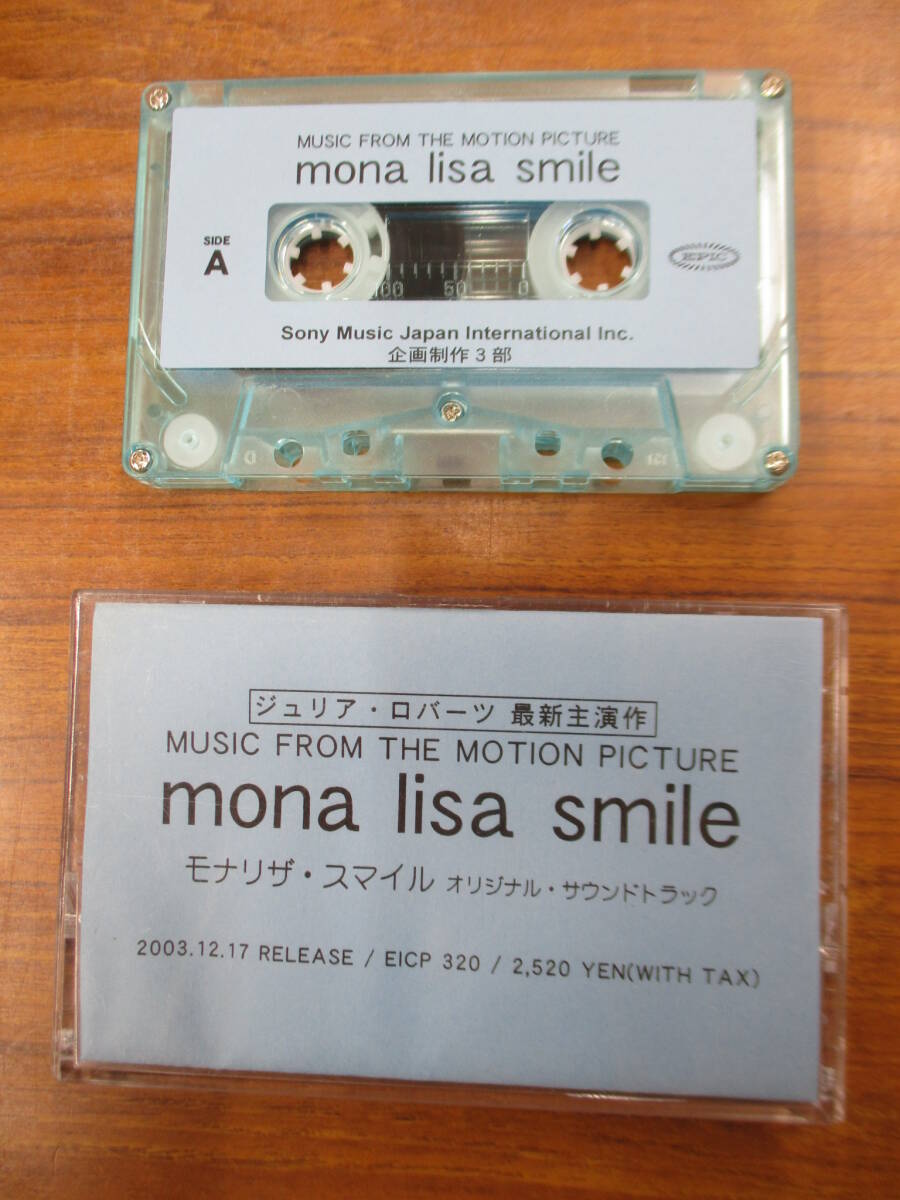 MUSIC FROM THE MOTION PICTURE
mona lisa smile
SIDE
A
EPIC
100 50 0
Sony Music Japan International Inc.
企画制作3部
ジュリア・ロバーツ 最新主演作
MUSIC FROM THE MOTION PICTURE
mona lisa smile
モナリザ・スマイル オリジナル・サウンドトラック
2003.12.17 RELEASE / EICP 320 / 2,520 YEN(WITH TAX)